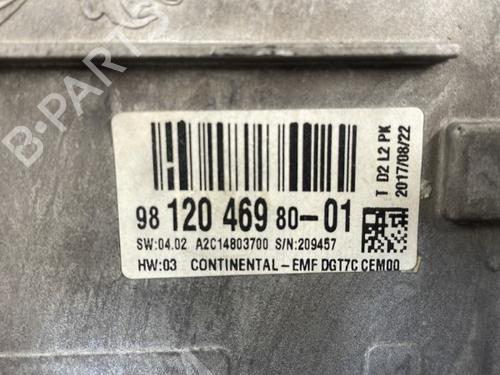 98 120 469 80-01
SW:04.02 A2C14803700 S/N:209457
HW:03 CONTINENTAL-EMF DGT7C CEM00
T D2 L2 PK
2017/08/22
B-PARTS